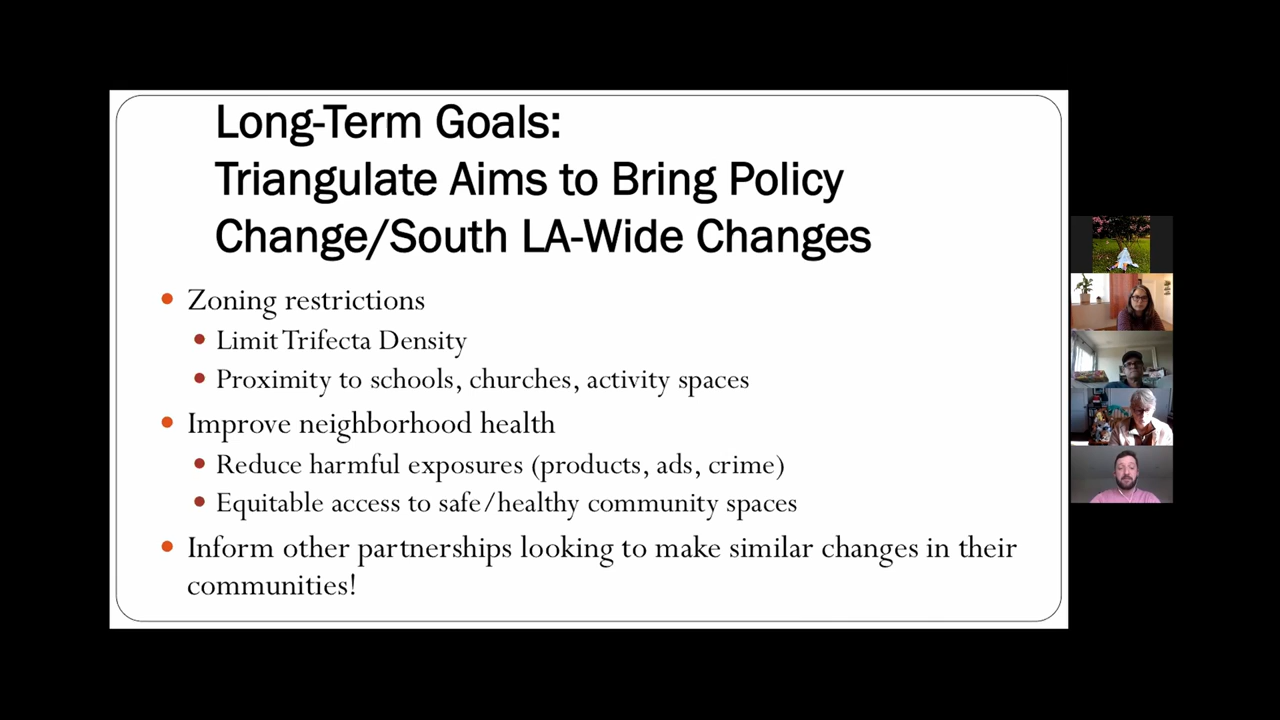 Long-Term Goals:
Triangulate Aims to Bring Policy
Change/South LA-Wide Changes
• Zoning restrictions
• Limit Trifecta Density
• Proximity to schools, churches, activity spaces
• Improve neighborhood health
• Reduce harmful exposures (products, ads, crime)
• Equitable access to safe/healthy community spaces
• Inform other partnerships looking to make similar changes in their
communities!